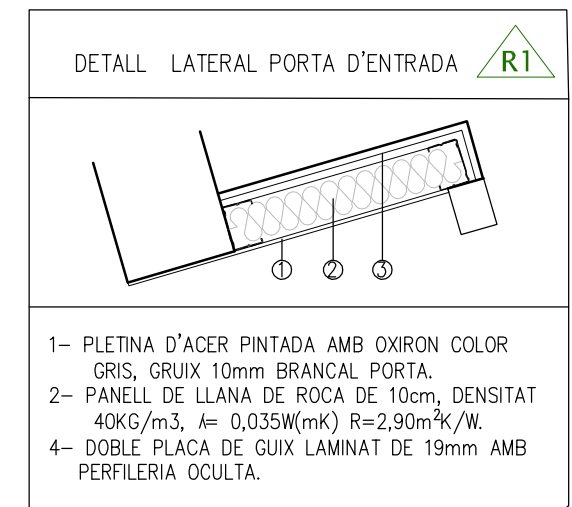 DETALL LATERAL PORTA D'ENTRADA R1
1 2 3
1- PLETINA D'ACER PINTADA AMB OXIRON COLOR
GRIS, GRUIX 10mm BRANCAL PORTA.
2- PANELL DE LLANA DE ROCA DE 10cm, DENSITAT
40KG/m3, λ= 0,035W(mK) R=2,90m²K/W.
4- DOBLE PLACA DE GUIX LAMINAT DE 19mm AMB
PERFILERIA OCULTA.